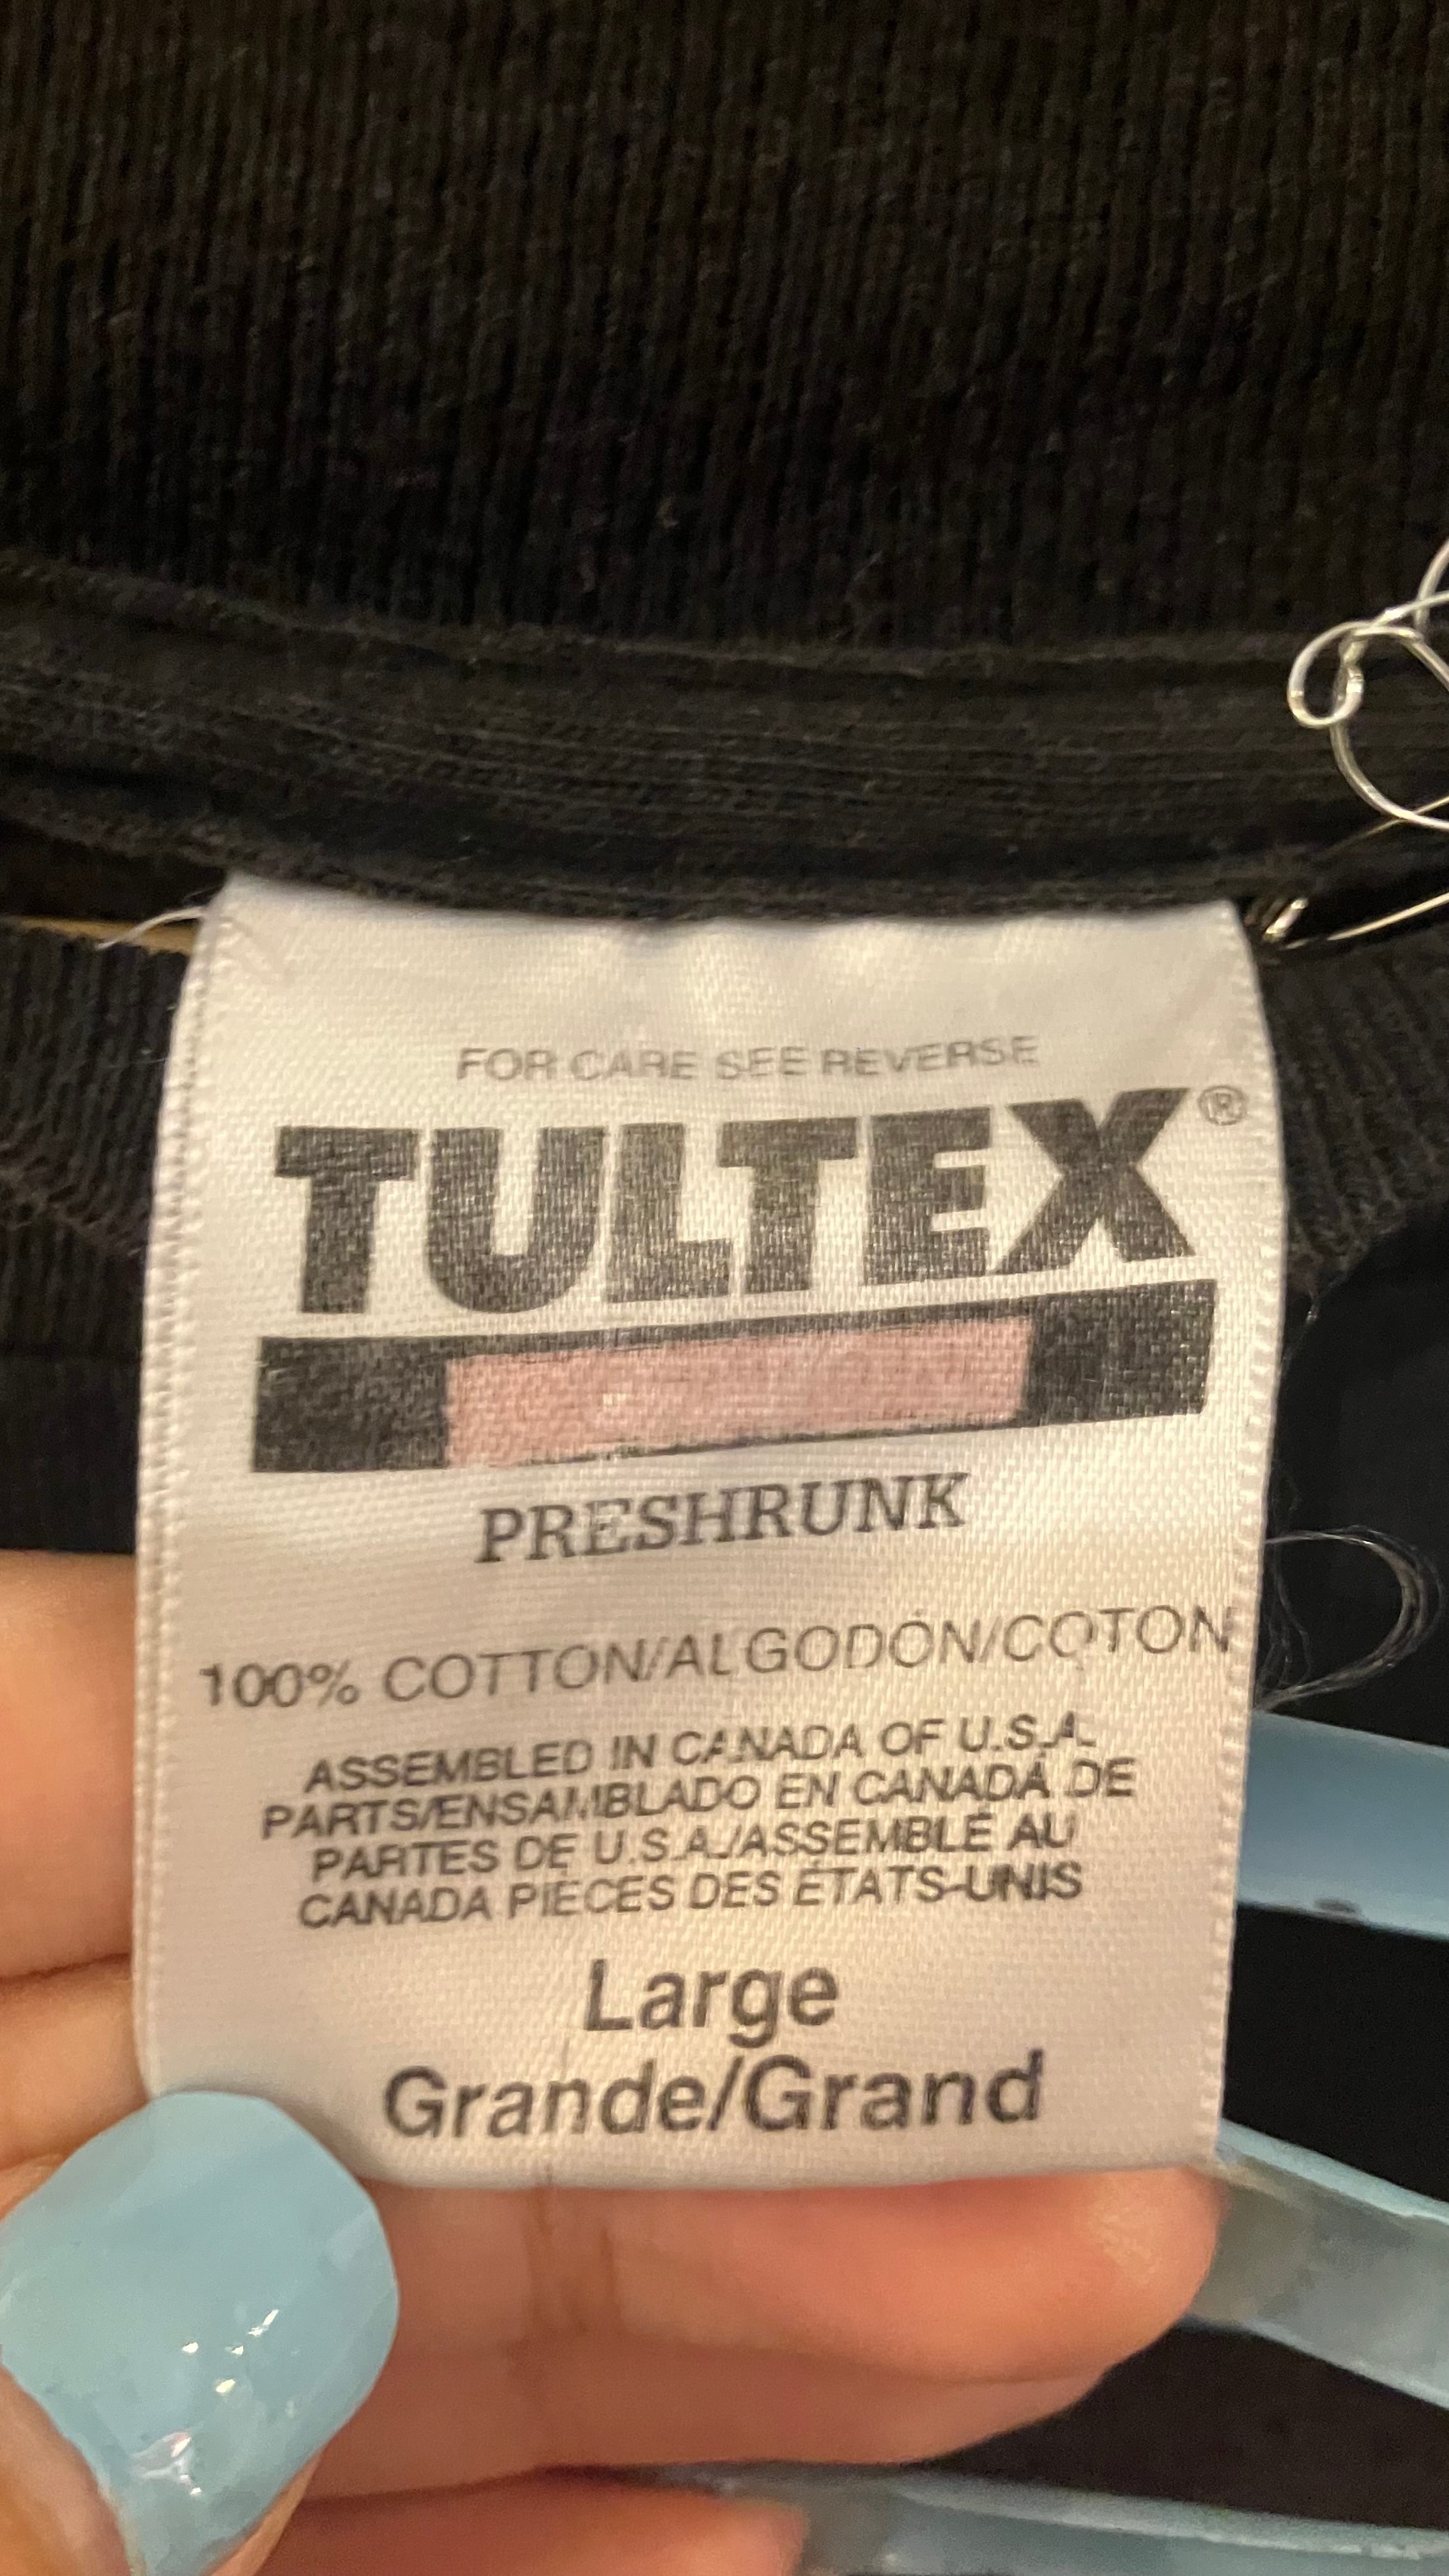 FOR CARE SEE REVERSE
TULTEX®
PRESHRUNK
100% COTTON/ALGODÓN/COTON
ASSEMBLED IN CANADA OF U.S.A.
PARTS/ENSAMBLADO EN CANADÁ DE
PARTES DE U.S.A./ASSEMBLÉ AU
CANADA PIÈCES DES ÉTATS-UNIS
Large
Grande/Grand